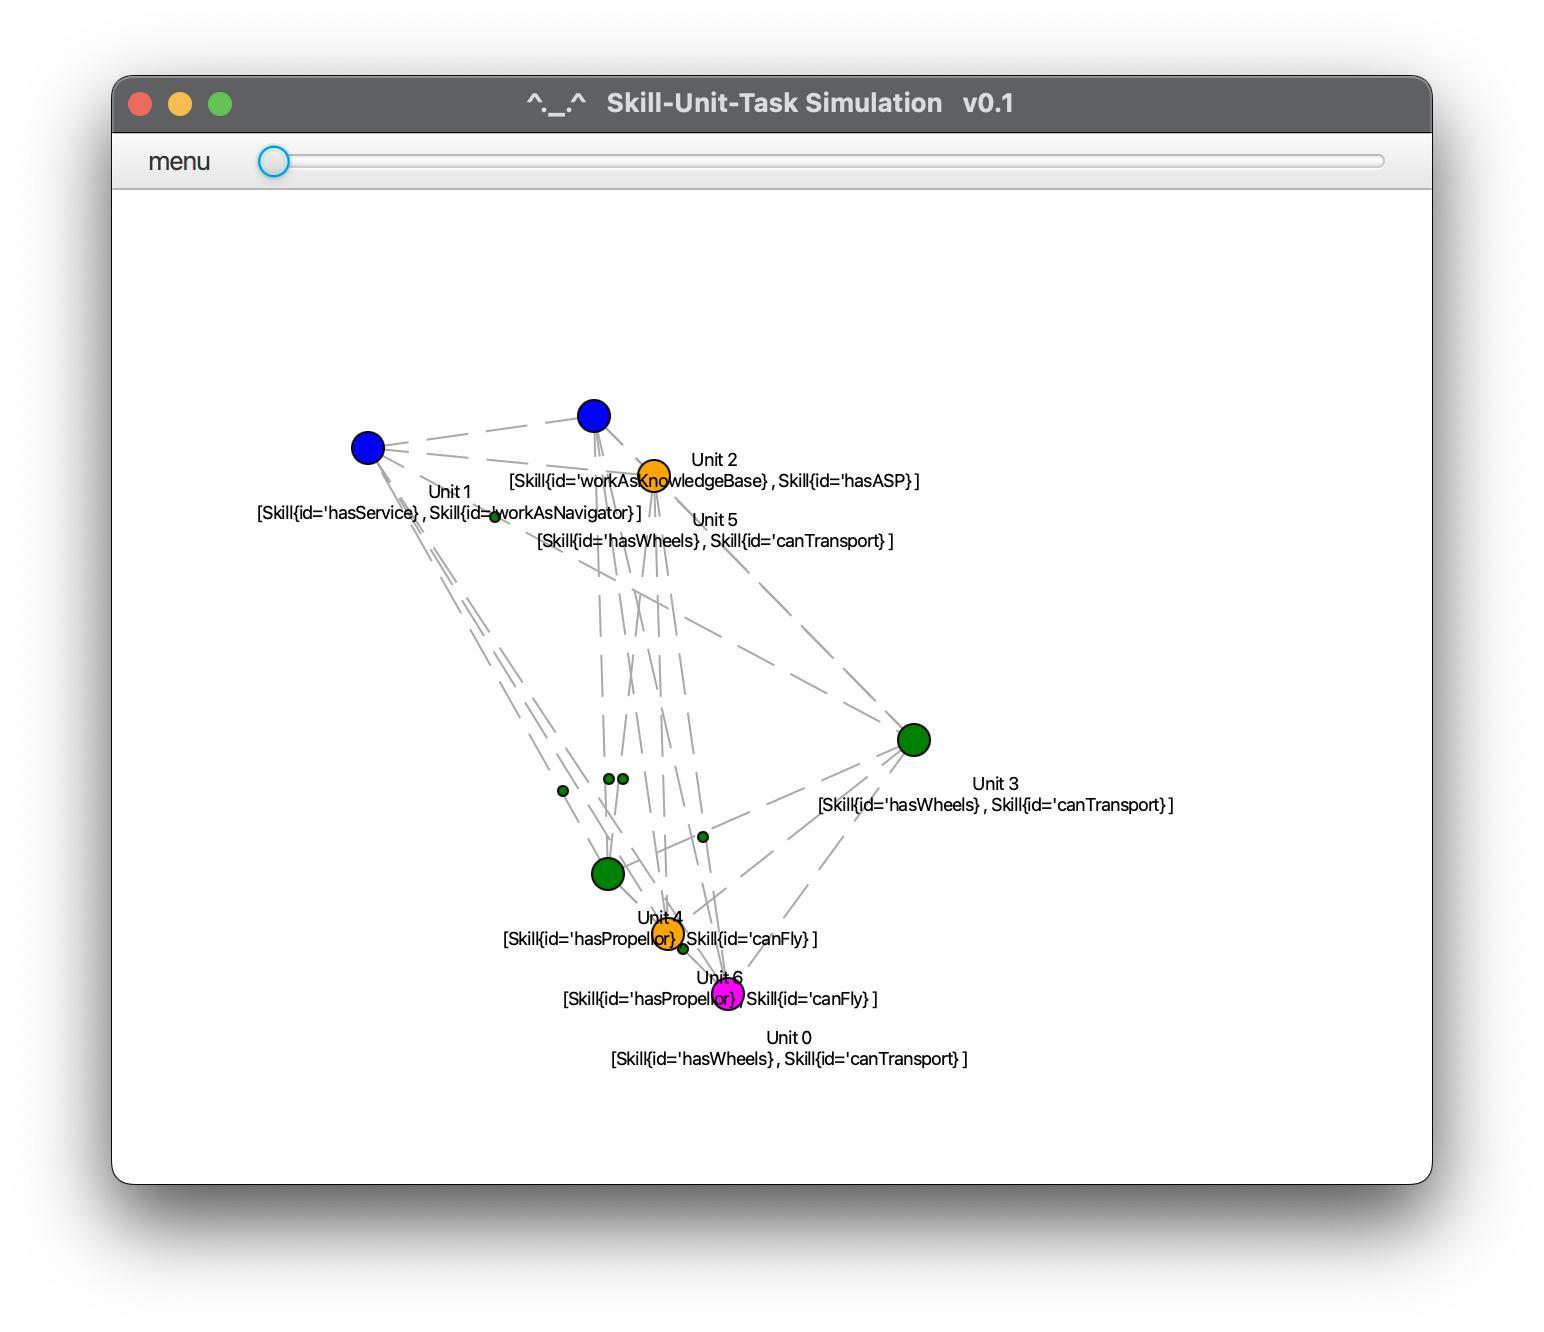 ^._.^ Skill-Unit-Task Simulation v0.1
menu
Unit 2
[Skill{id='workAsKnowledgeBase}, Skill{id='hasASP}]
Unit 1
[Skill{id='hasService}, Skill{id='workAsNavigator}]
Unit 5
[Skill{id='hasWheels}, Skill{id='canTransport}]
Unit 3
[Skill{id='hasWheels}, Skill{id='canTransport}]
Unit 4
[Skill{id='hasPropellor}, Skill{id='canFly}]
Unit 6
[Skill{id='hasPropellor}, Skill{id='canFly}]
Unit 0
[Skill{id='hasWheels}, Skill{id='canTransport}]